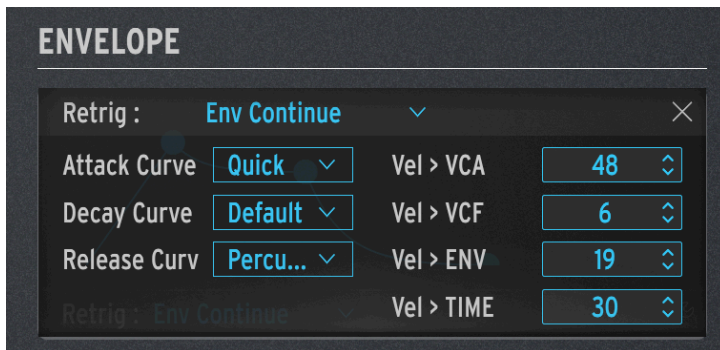 ENVELOPE
Retrig : Env Continue
Attack Curve Quick Vel > VCA 48
Decay Curve Default Vel > VCF 6
Release Curv Percu... Vel > ENV 19
Retrig : Env Continue Vel > TIME 30